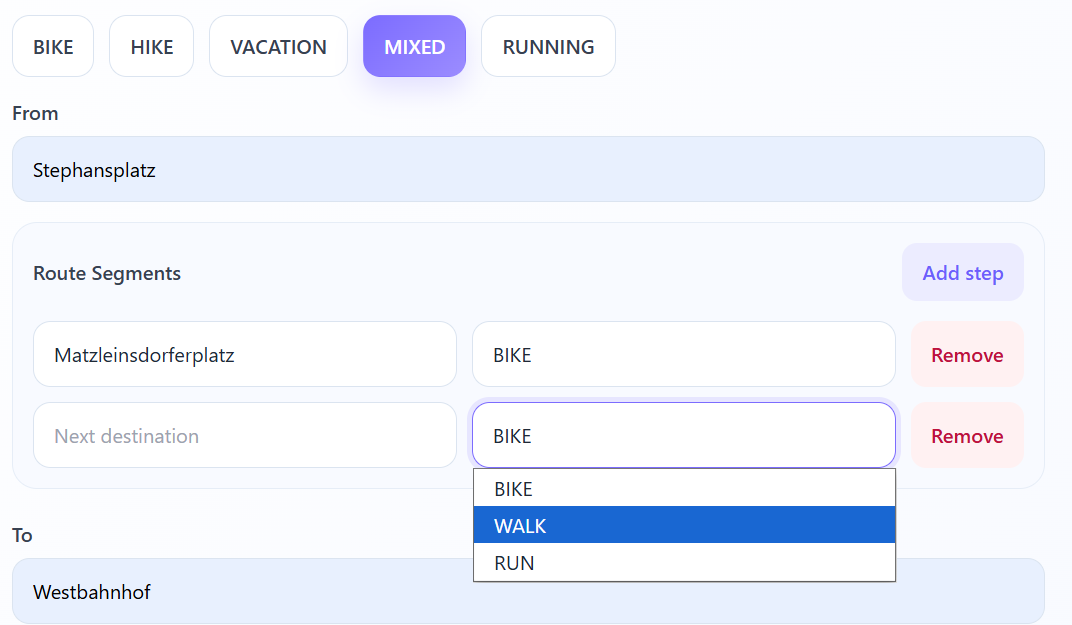 BIKE HIKE VACATION MIXED RUNNING
From
Stephansplatz
Route Segments Add step
Matzleinsdorferplatz BIKE Remove
Next destination BIKE Remove
BIKE
WALK
RUN
To
Westbahnhof